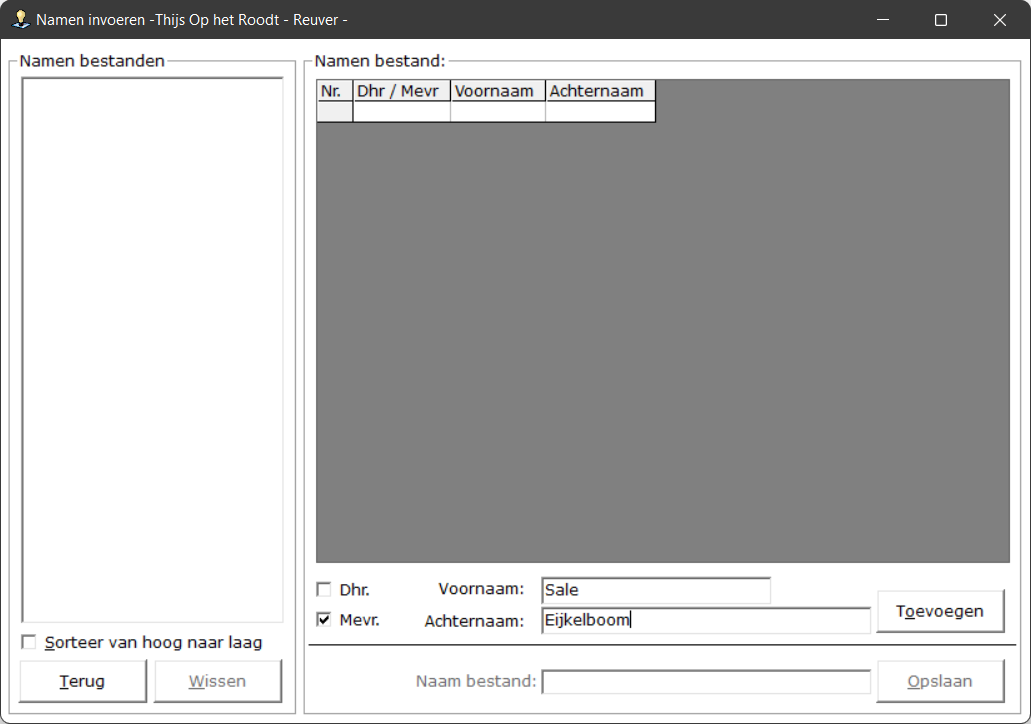 Namen invoeren -Thijs Op het Roodt - Reuver -
Namen bestanden
Namen bestand:
Nr. Dhr / Mevr Voornaam Achternaam
Dhr. Voornaam: Sale
Mevr. Achternaam: Eijkelboom
Toevoegen
Sorteer van hoog naar laag
Terug Wissen
Naam bestand: Opslaan